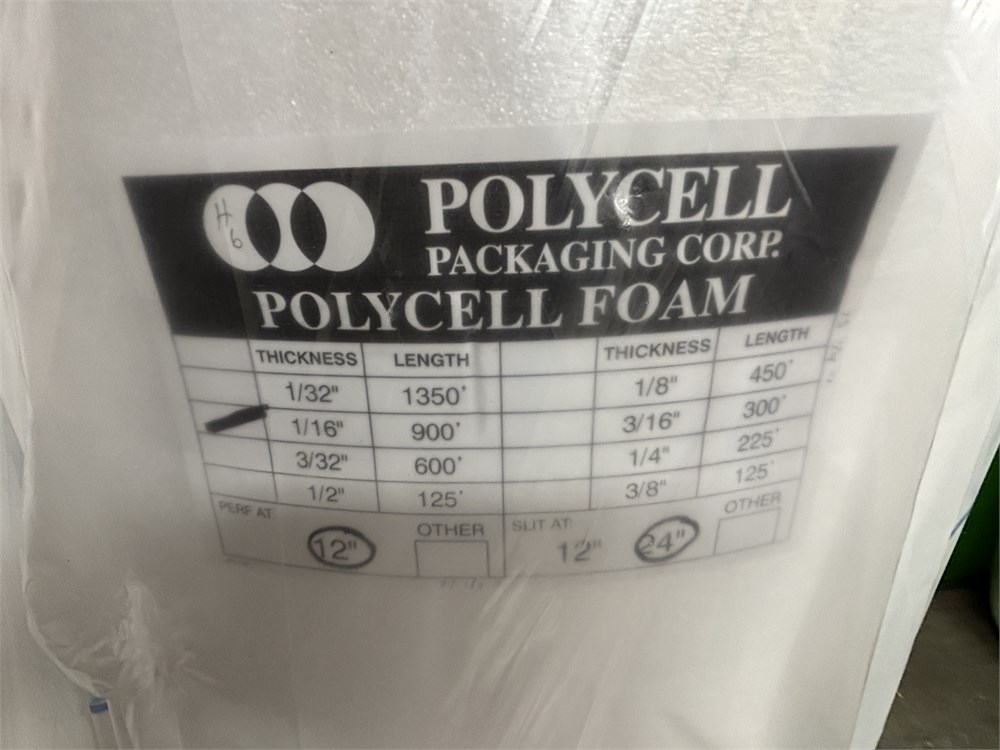 H
6
POLYCELL
PACKAGING CORP.
POLYCELL FOAM
THICKNESS LENGTH THICKNESS LENGTH
1/32" 1350' 1/8" 450'
1/16" 900' 3/16" 300'
3/32" 600' 1/4" 225'
1/2" 125' 3/8" 125'
PERF AT: 12" OTHER SLIT AT: 12" 24" OTHER